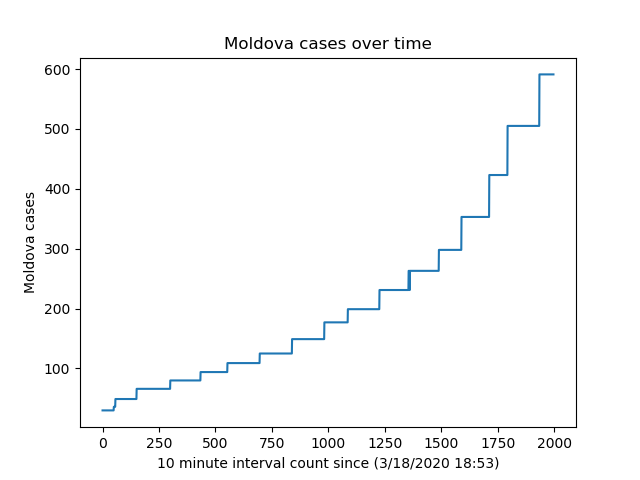 Moldova cases over time
600
500
400
300
200
100
Moldova cases
0 250 500 750 1000 1250 1500 1750 2000
10 minute interval count since (3/18/2020 18:53)